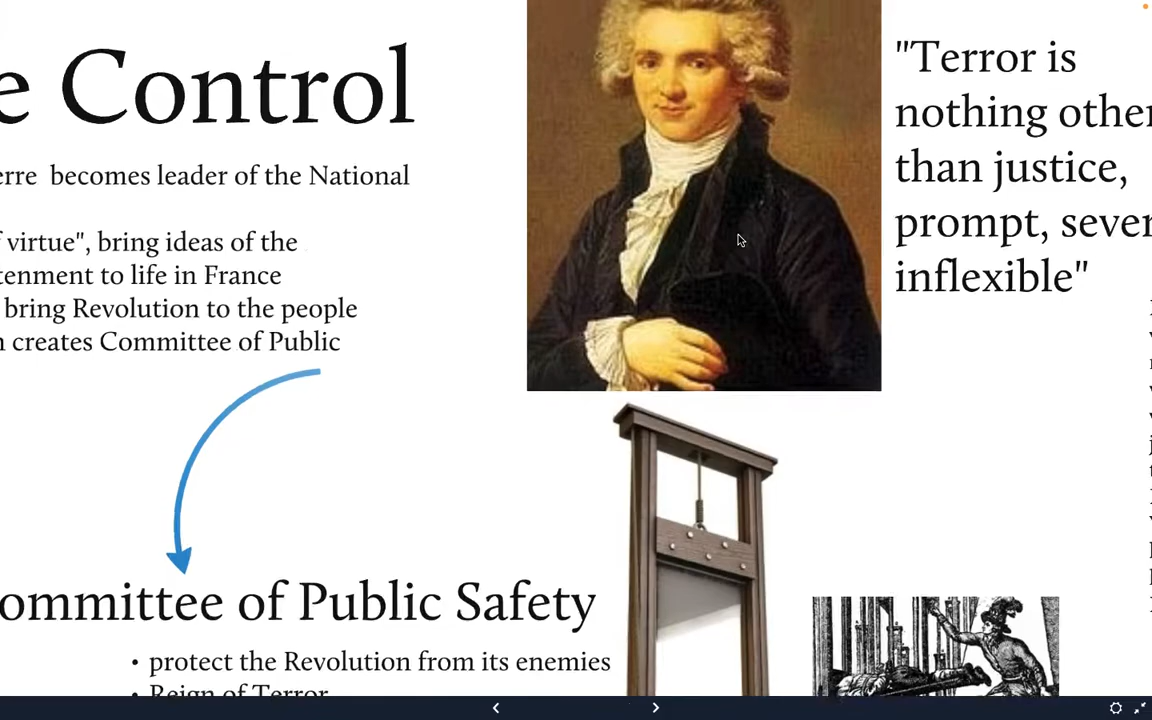 e Control
erre becomes leader of the National
f virtue", bring ideas of the
tenment to life in France
bring Revolution to the people
n creates Committee of Public
ommittee of Public Safety
• protect the Revolution from its enemies
• Reign of Terror
"Terror is
nothing other
than justice,
prompt, sever
inflexible"